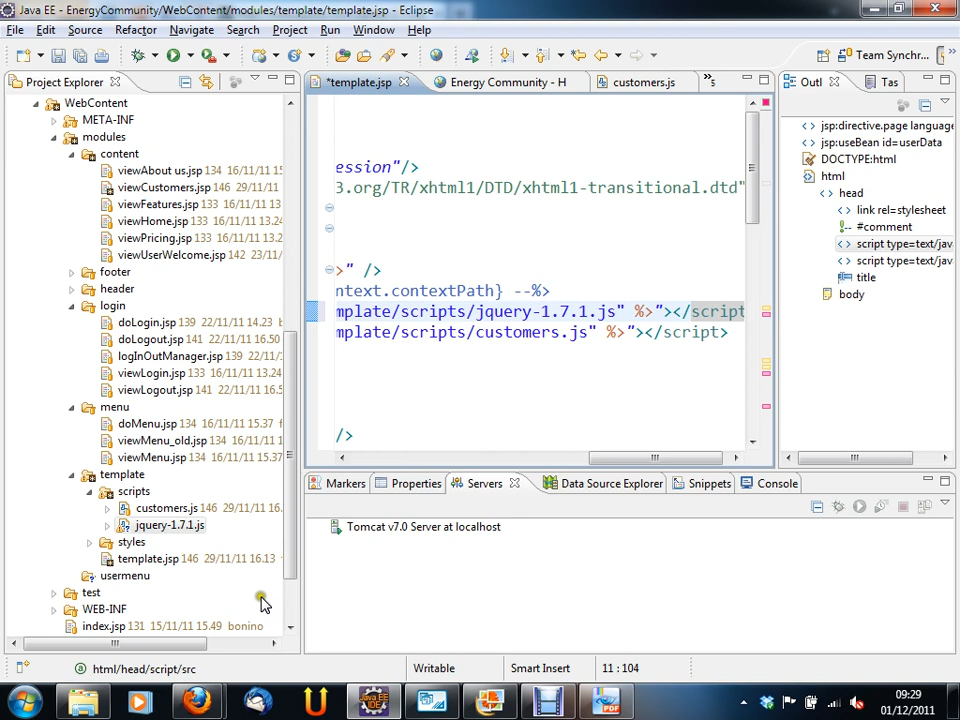 Java EE - EnergyCommunity/WebContent/modules/template/template.jsp - Eclipse
File Edit Source Refactor Navigate Search Project Run Window Help
Team Synchr...
Project Explorer
*template.jsp
Energy Community - H
customers.js
5
Outl
Tas
WebContent
META-INF
modules
content
viewAbout us.jsp 134 16/11/11 15
viewCustomers.jsp 146 29/11/11
viewFeatures.jsp 133 16/11/11 13
viewHome.jsp 133 16/11/11 13.24
viewPricing.jsp 133 16/11/11 13.
viewUserWelcome.jsp 142 23/11/
footer
header
login
doLogin.jsp 139 22/11/11 14.23 b
doLogout.jsp 141 22/11/11 16.50
logInOutManager.jsp 139 22/11/
viewLogin.jsp 133 16/11/11 13.24
viewLogout.jsp 141 22/11/11 16.5
menu
doMenu.jsp 134 16/11/11 15.37 f
viewMenu_old.jsp 134 16/11/11
viewMenu.jsp 134 16/11/11 15.37
template
scripts
customers.js 146 29/11/11 16.
jquery-1.7.1.js
styles
template.jsp 146 29/11/11 16.13
usermenu
test
WEB-INF
index.jsp 131 15/11/11 15.49 bonino
ession"/>
3.org/TR/xhtml1/DTD/xhtml1-transitional.dtd"
>" />
ntext.contextPath} --%>
mplate/scripts/jquery-1.7.1.js" %>"></script
mplate/scripts/customers.js" %>"></script>
/>
jsp:directive.page language
jsp:useBean id=userData
DOCTYPE:html
html
head
link rel=stylesheet
#comment
script type=text/jav
script type=text/jav
title
body
Markers
Properties
Servers
Data Source Explorer
Snippets
Console
Tomcat v7.0 Server at localhost
html/head/script/src
Writable
Smart Insert
11 : 104
09:29
01/12/2011